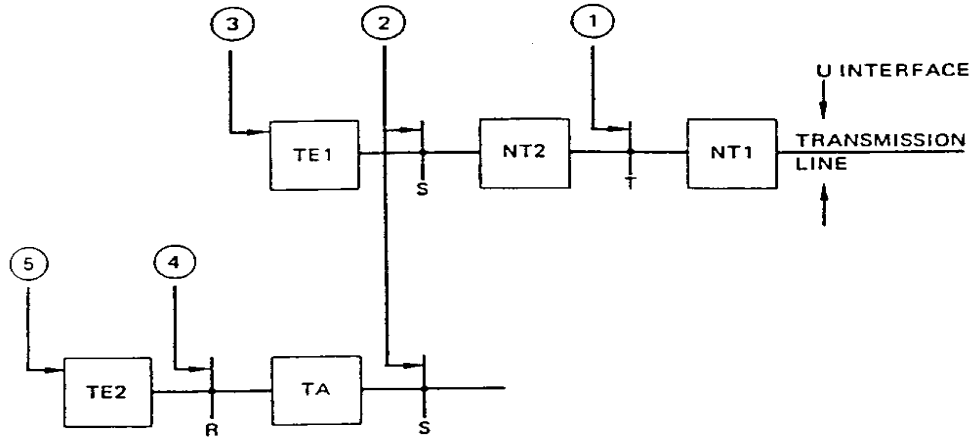 3
2
1
U INTERFACE
TE1
S
NT2
T
NT1
TRANSMISSION
LINE
5
4
TE2
R
TA
S